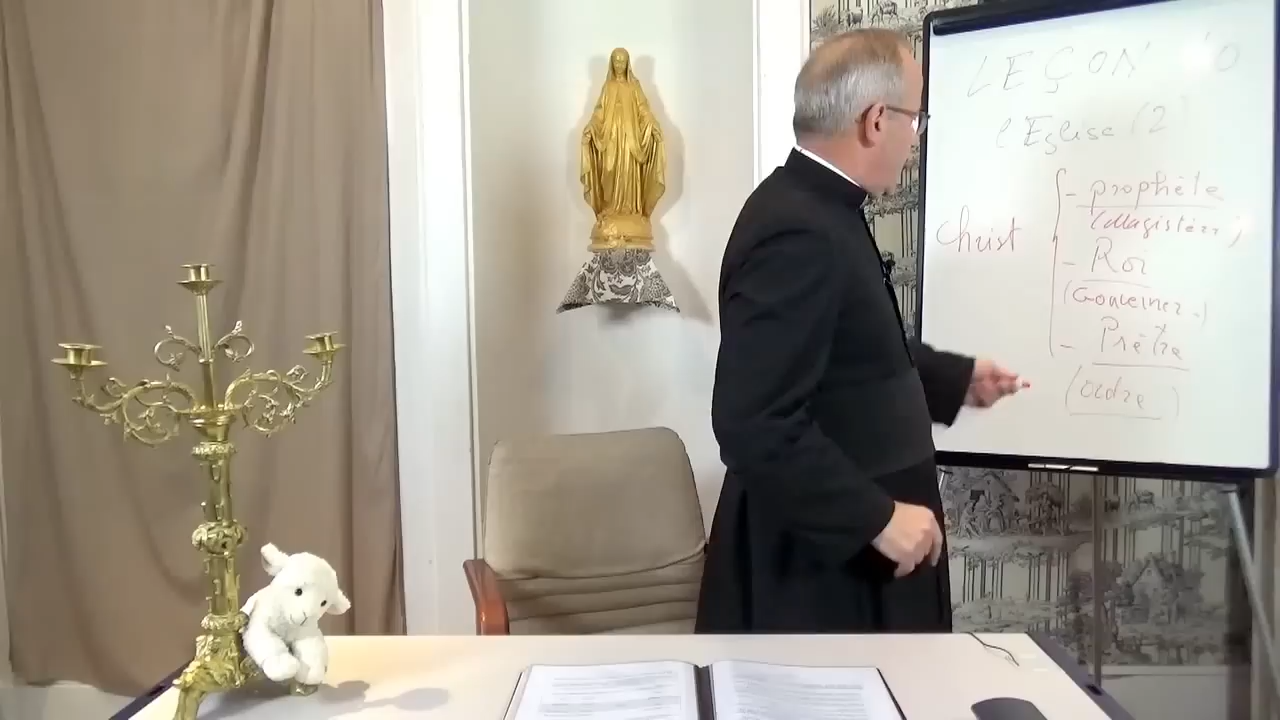 LEÇON
l'Eglise (2)
- prophète
(Magistère)
Christ
- Roi
(Gouverner.)
- Prêtre
(ordre)